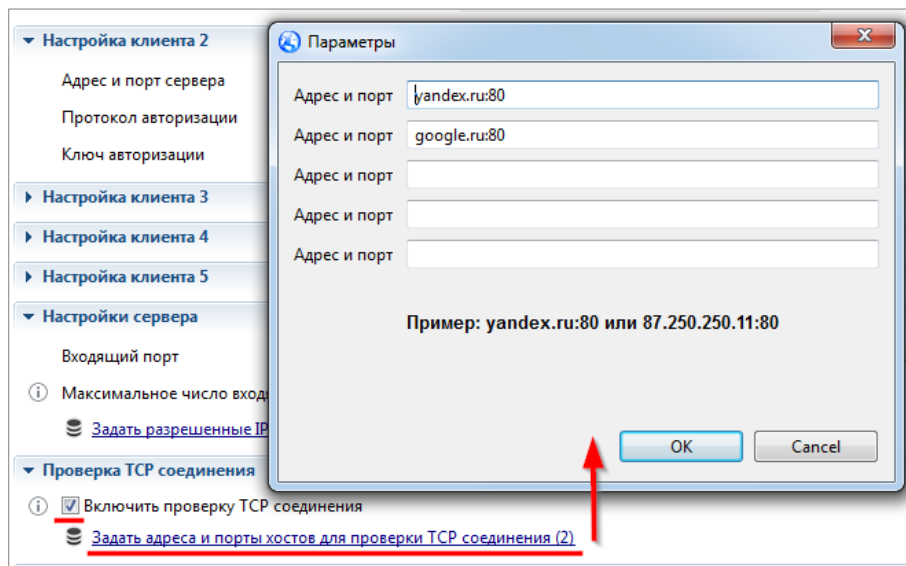 Настройка клиента 2
Адрес и порт сервера
Протокол авторизации
Ключ авторизации
Настройка клиента 3
Настройка клиента 4
Настройка клиента 5
Настройки сервера
Входящий порт
Максимальное число
Задать разрешенные IP
Проверка TCP соединения
Включить проверку TCP соединения
Задать адреса и порты хостов для проверки TCP соединения (2)
Параметры
Адрес и порт yandex.ru:80
Адрес и порт google.ru:80
Адрес и порт
Адрес и порт
Адрес и порт
Пример: yandex.ru:80 или 87.250.250.11:80
OK Cancel